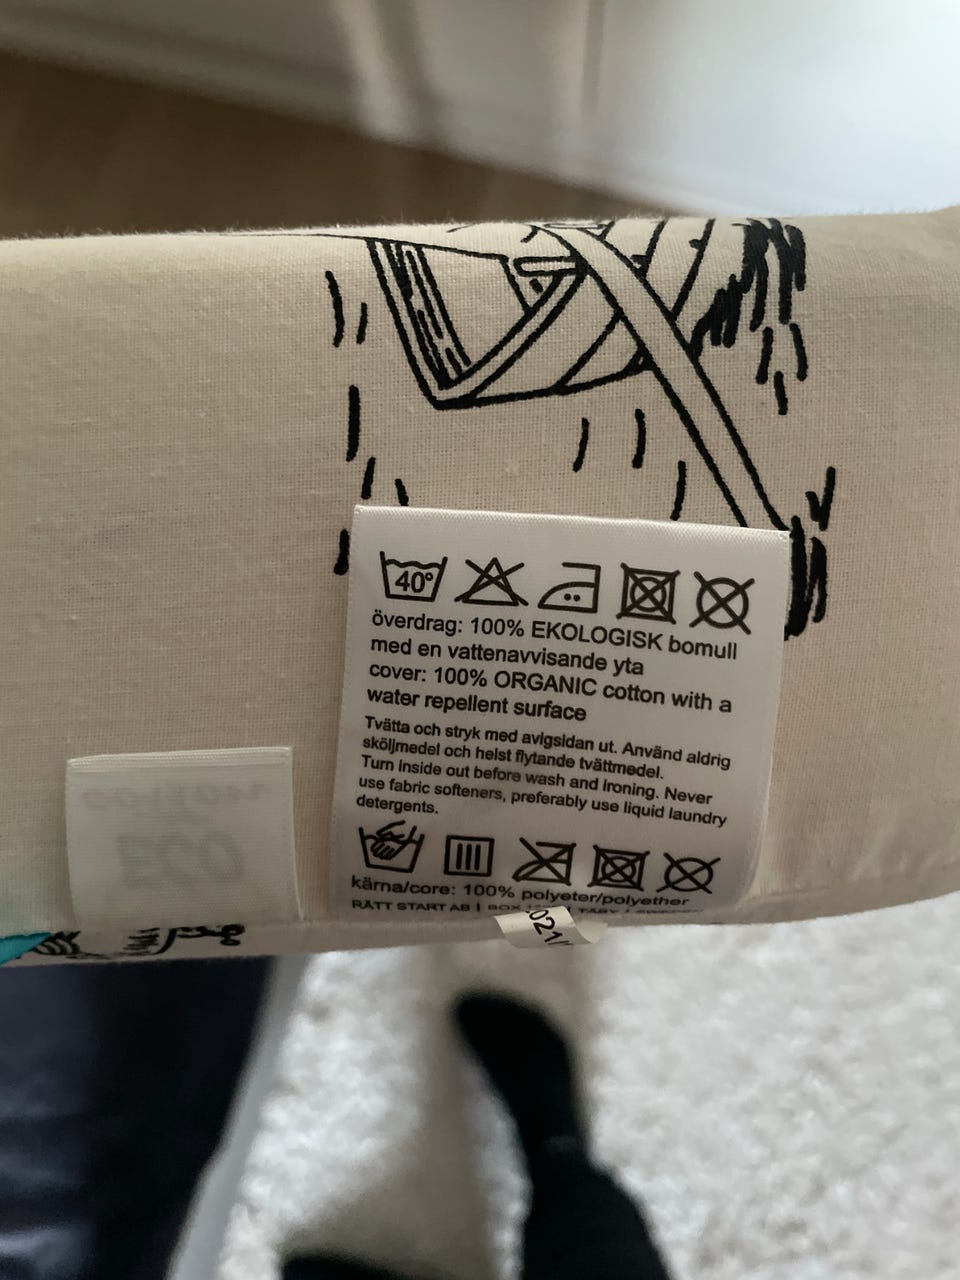 40°
överdrag: 100% EKOLOGISK bomull
med en vattenavvisande yta
cover: 100% ORGANIC cotton with a
water repellent surface
Tvätta och stryk med avigsidan ut. Använd aldrig
sköljmedel och helst flytande tvättmedel.
Turn inside out before wash and ironing. Never
use fabric softeners, preferably use liquid laundry
detergents.
kärna/core: 100% polyeter/polyether
RÄTT START AB | BOX
021/